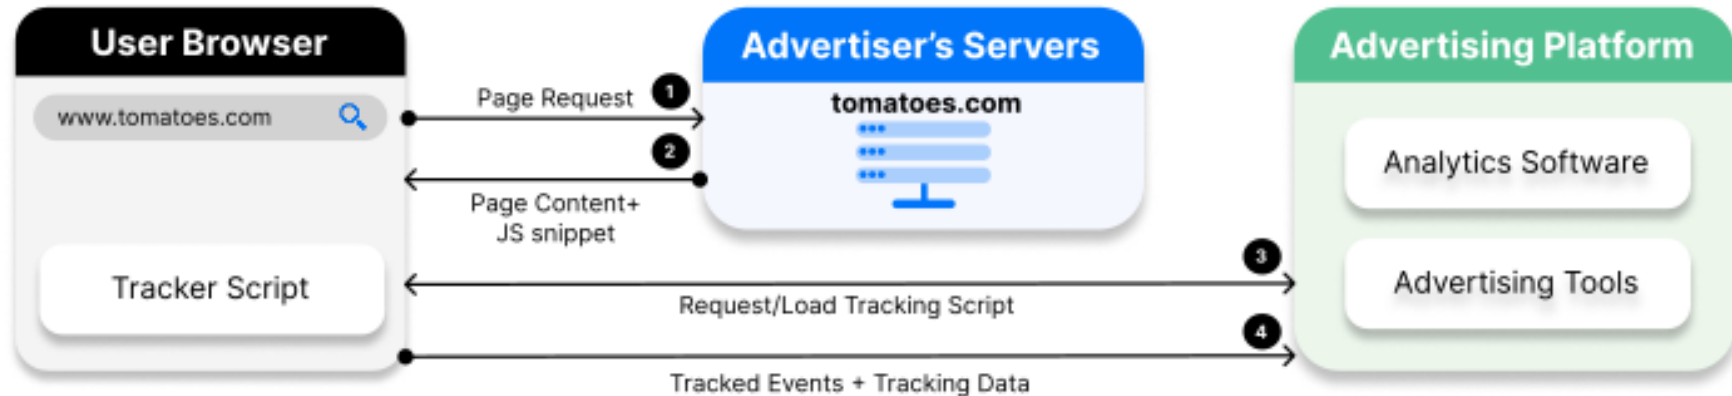 User Browser
Advertiser's Servers
Advertising Platform
www.tomatoes.com
Page Request
1
tomatoes.com
2
Page Content+
JS snippet
Analytics Software
Tracker Script
3
Request/Load Tracking Script
Advertising Tools
4
Tracked Events + Tracking Data